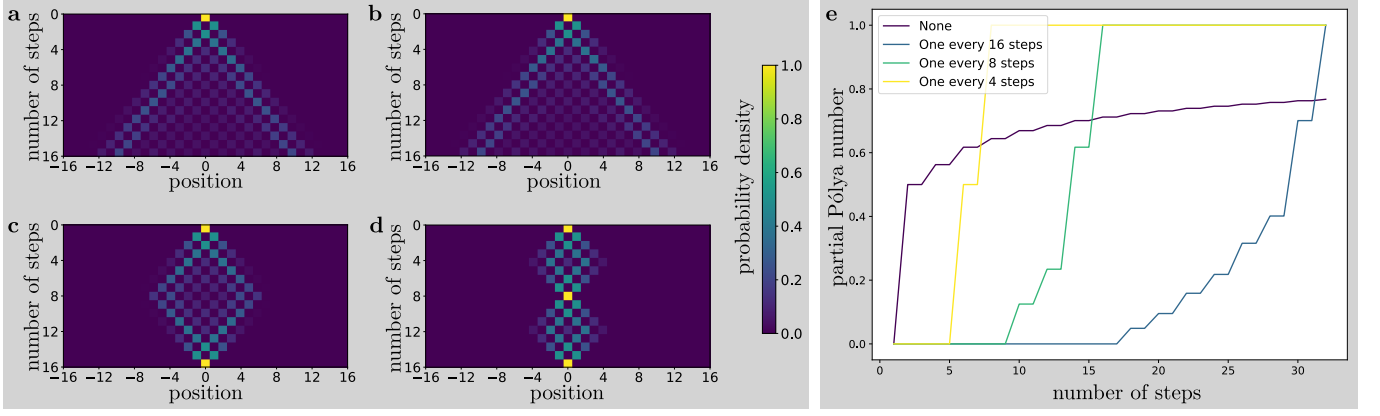 a
number of steps
0
4
8
12
16
−16 −12 −8 −4 0 4 8 12 16
position
b
number of steps
0
4
8
12
16
−16 −12 −8 −4 0 4 8 12 16
position
c
number of steps
0
4
8
12
16
−16 −12 −8 −4 0 4 8 12 16
position
d
number of steps
0
4
8
12
16
−16 −12 −8 −4 0 4 8 12 16
position
probability density
1.0
0.8
0.6
0.4
0.2
0.0
e
partial Pólya number
1.0
0.8
0.6
0.4
0.2
0.0
None
One every 16 steps
One every 8 steps
One every 4 steps
0 5 10 15 20 25 30
number of steps